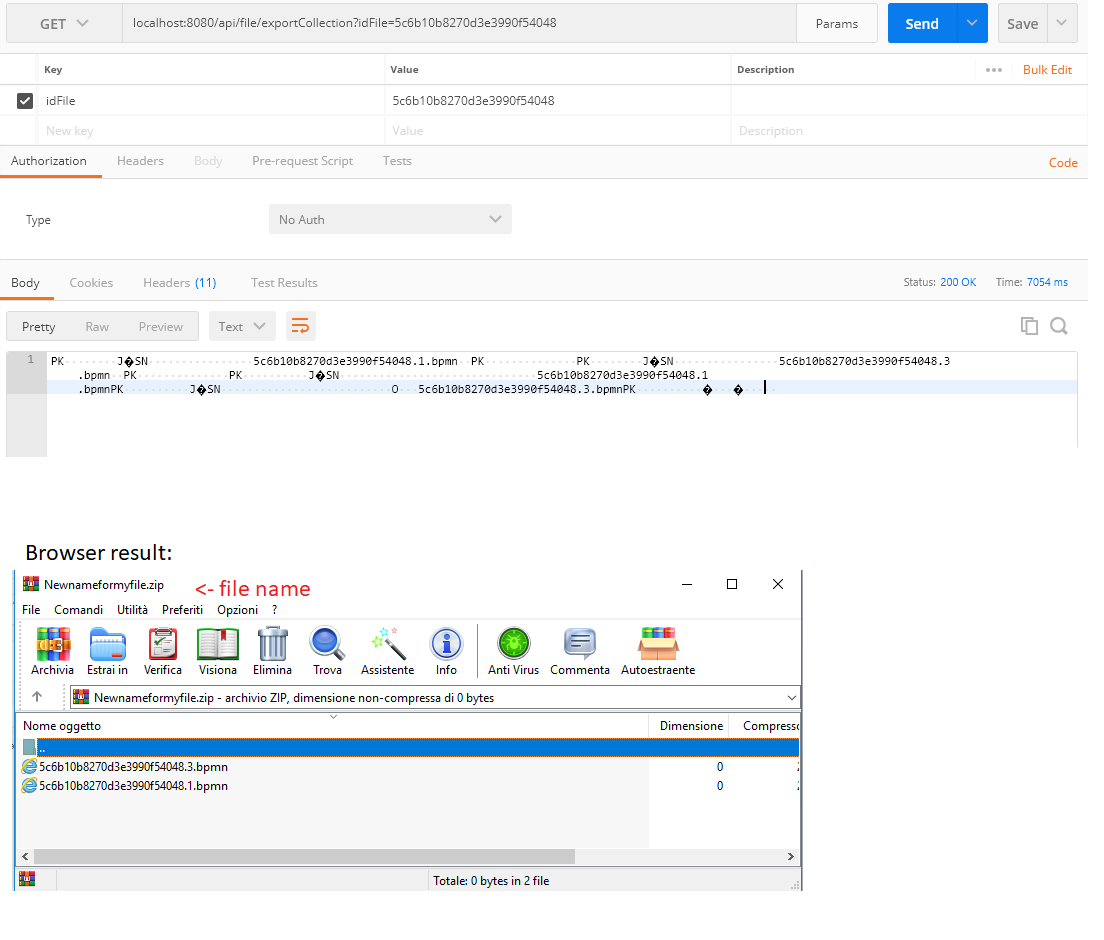 GET localhost:8080/api/file/exportCollection?idFile=5c6b10b8270d3e3990f54048 Params Send Save
Key Value Description ••• Bulk Edit
idFile 5c6b10b8270d3e3990f54048
New key Value Description
Authorization Headers Body Pre-request Script Tests Code
Type No Auth
Body Cookies Headers (11) Test Results Status: 200 OK Time: 7054 ms
Pretty Raw Preview Text
1 PK J�SN 5c6b10b8270d3e3990f54048.1.bpmn PK PK J�SN 5c6b10b8270d3e3990f54048.3
.bpmn PK PK J�SN 5c6b10b8270d3e3990f54048.1
.bpmnPK J�SN O 5c6b10b8270d3e3990f54048.3.bpmnPK � �
Browser result:
Newnameformyfile.zip <- file name
File Comandi Utilità Preferiti Opzioni ?
Archivia Estrai in Verifica Visiona Elimina Trova Assistente Info Anti Virus Commenta Autoestraente
Newnameformyfile.zip - archivio ZIP, dimensione non-compressa di 0 bytes
Nome oggetto Dimensione Compresso
..
5c6b10b8270d3e3990f54048.3.bpmn 0
5c6b10b8270d3e3990f54048.1.bpmn 0
Totale: 0 bytes in 2 file